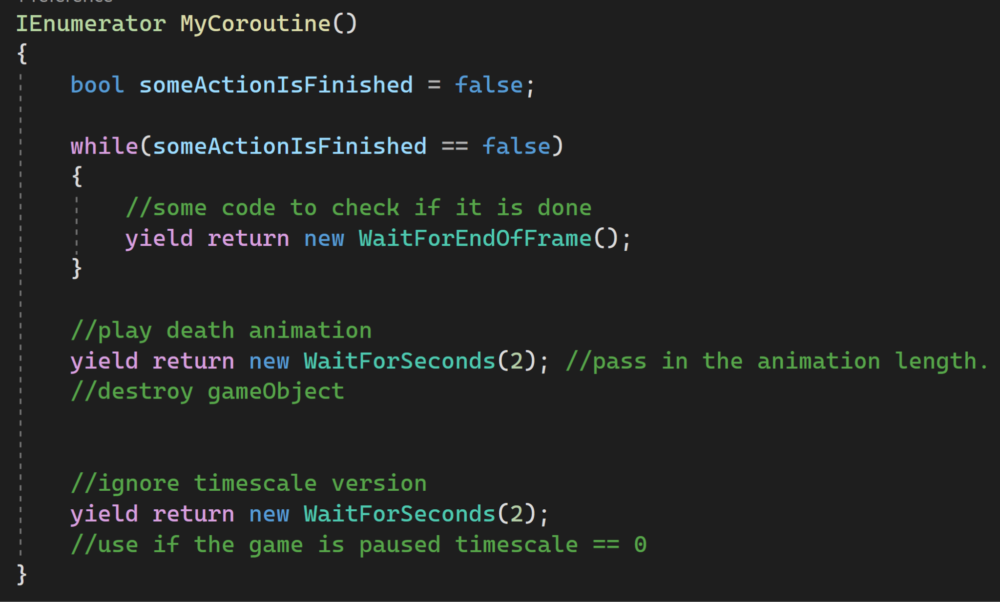 IEnumerator MyCoroutine()
{
bool someActionIsFinished = false;
while(someActionIsFinished == false)
{
//some code to check if it is done
yield return new WaitForEndOfFrame();
}
//play death animation
yield return new WaitForSeconds(2); //pass in the animation length.
//destroy gameObject
//ignore timescale version
yield return new WaitForSeconds(2);
//use if the game is paused timescale == 0
}